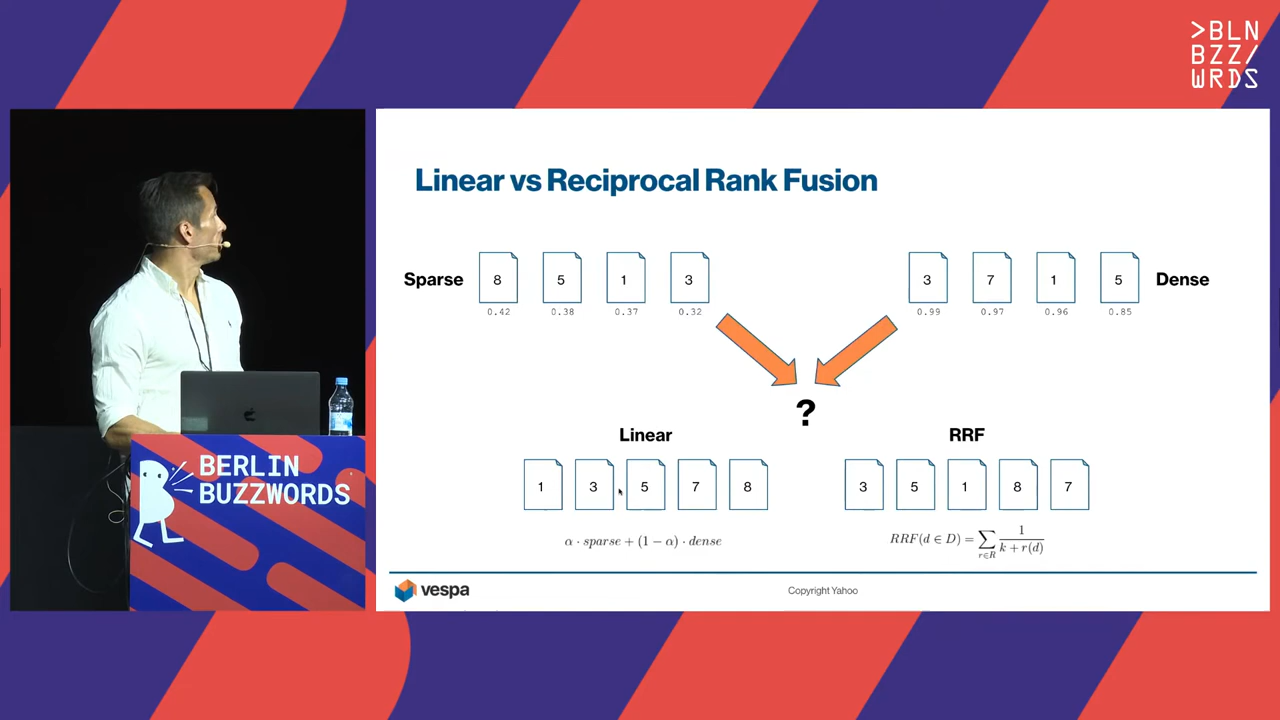 >BLN
BZZ/
WRDS
Linear vs Reciprocal Rank Fusion
Sparse 8 5 1 3 3 7 1 5 Dense
0.42 0.38 0.37 0.32 0.99 0.97 0.96 0.85
?
Linear RRF
1 3 5 7 8 3 5 1 8 7
α · sparse + (1 − α) · dense
RRF(d ∈ D) = ∑ r∈R 1 / k + r(d)
vespa Copyright Yahoo
BERLIN
BUZZWORDS